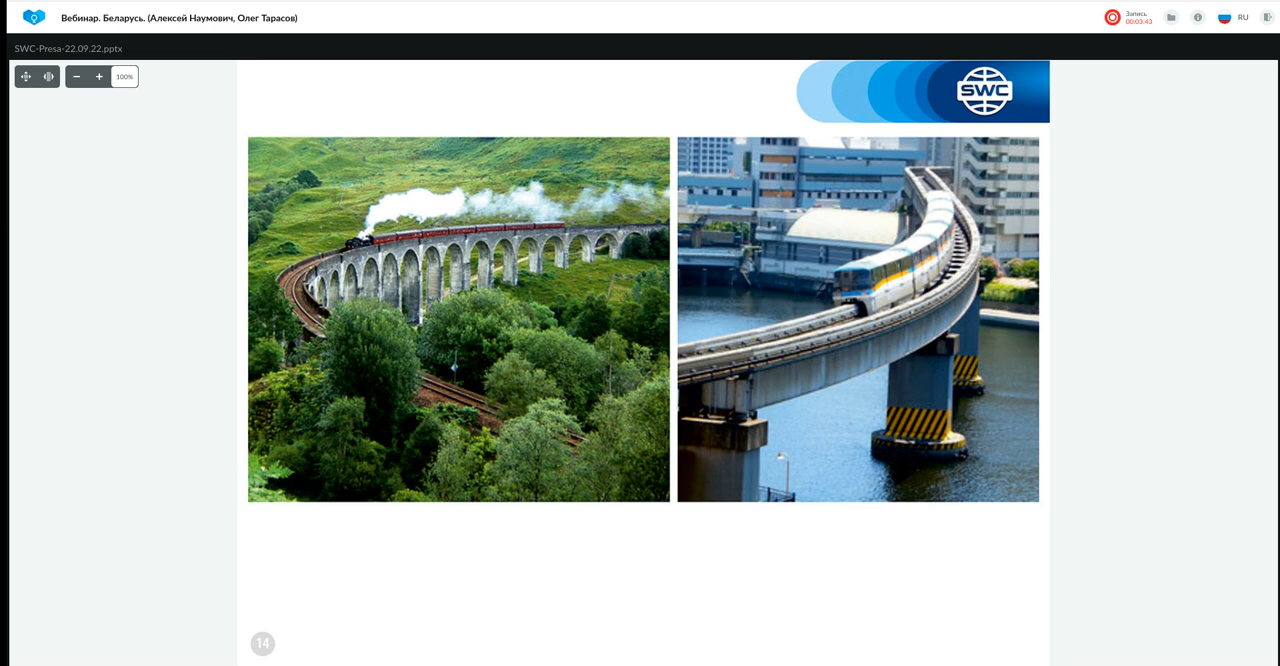 Вебинар. Беларусь. (Алексей Наумович, Олег Тарасов)
Запись
00:03:43
RU
SWC-Presa-22.09.22.pptx
100%
SWC
14